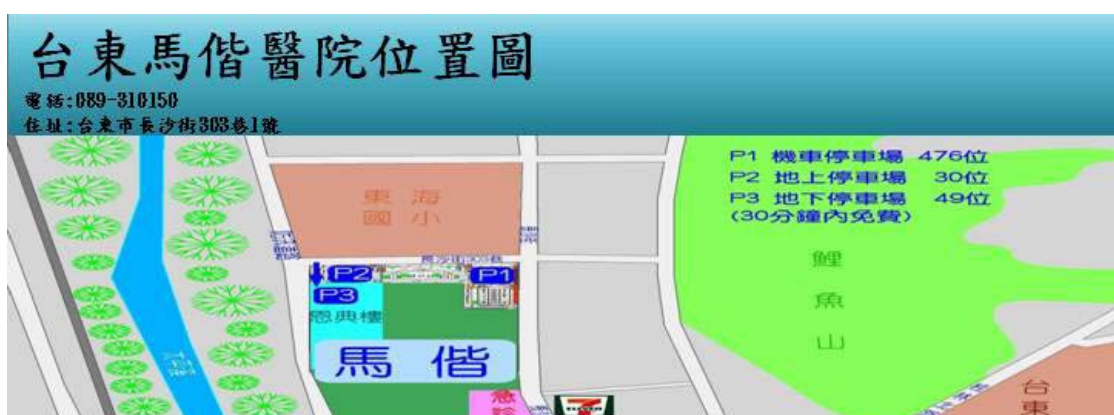 台東馬偕醫院位置圖
電話:089-310150
住址:台東市長沙街303巷1號
P1 機車停車場 476位
P2 地上停車場 30位
P3 地下停車場 49位
(30分鐘內免費)
東海
國小
鯉
魚
山
P2
P1
P3
恩典樓
馬偕
急
診
7
ELEVEN
台
東